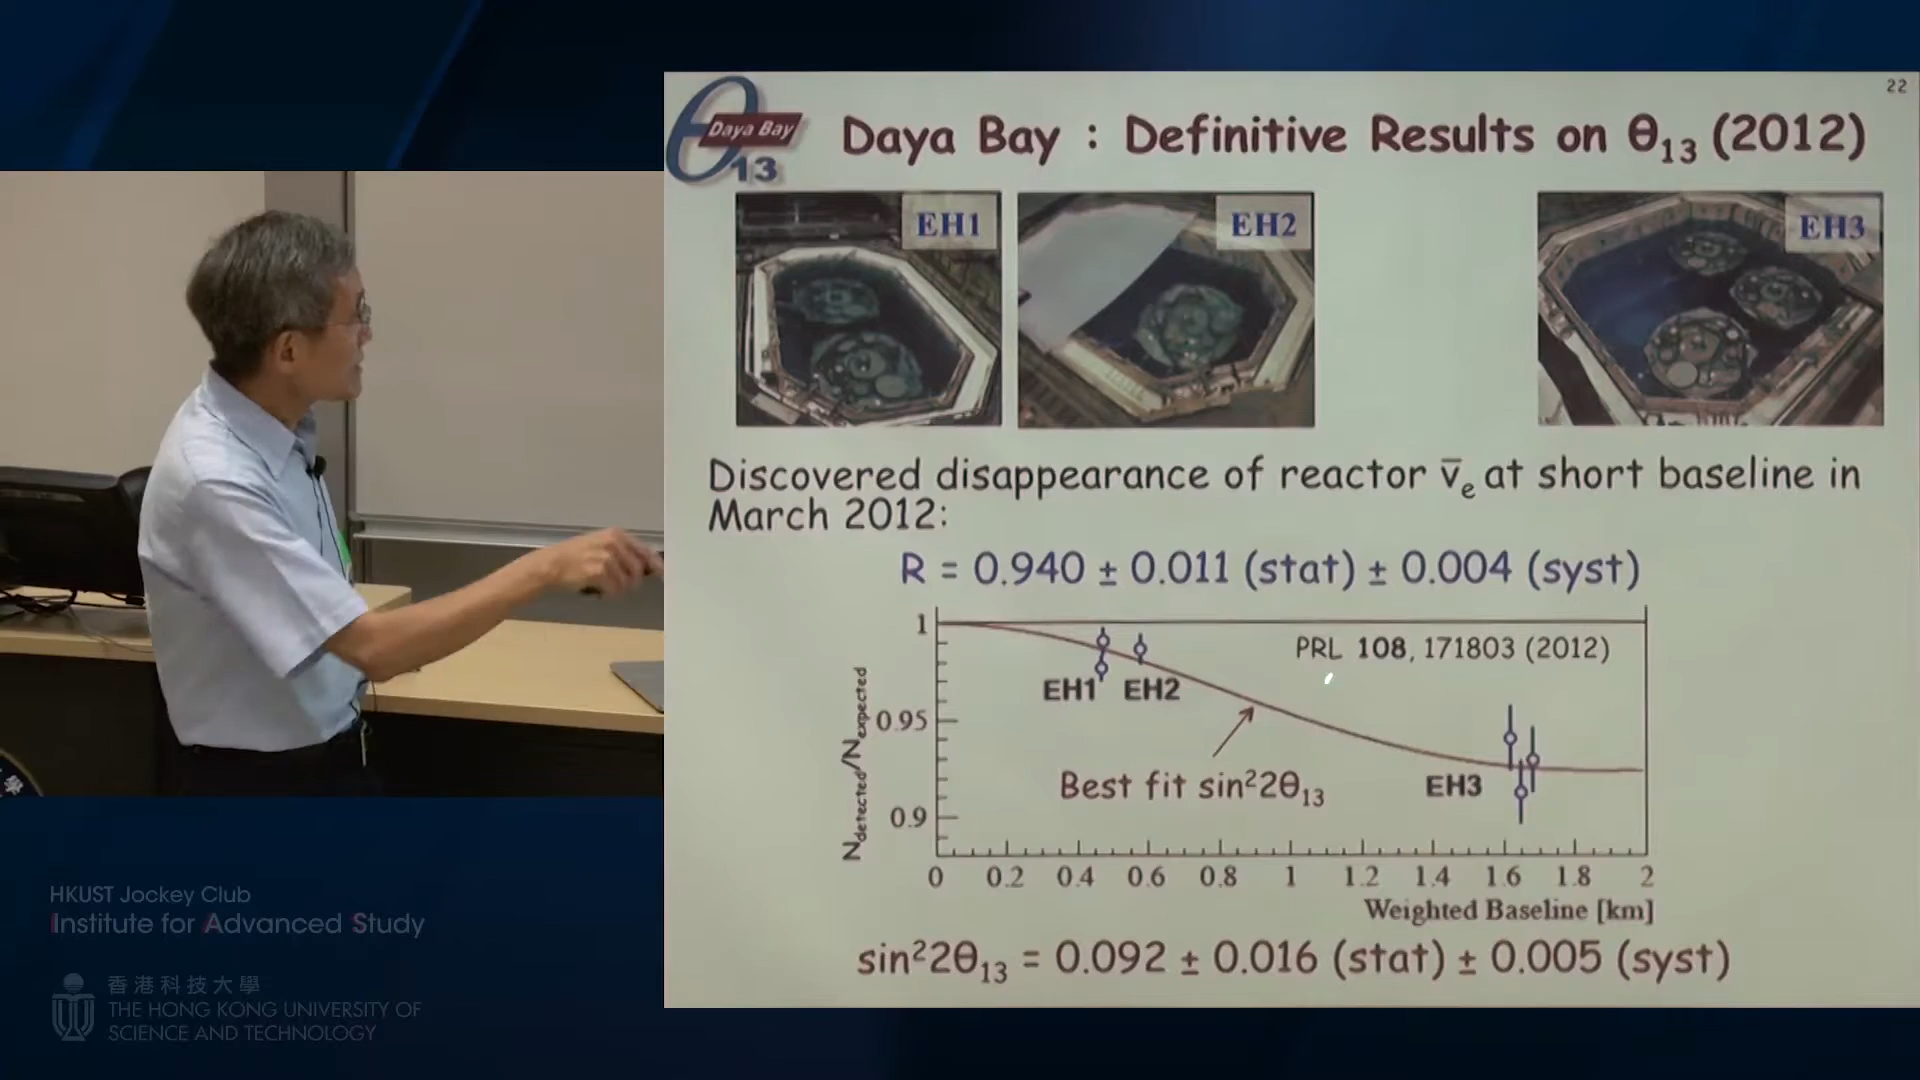 22
Daya Bay
13
Daya Bay : Definitive Results on θ₁₃ (2012)
EH1
EH2
EH3
Discovered disappearance of reactor ν̅ₑ at short baseline in
March 2012:
R = 0.940 ± 0.011 (stat) ± 0.004 (syst)
1
0.95
0.9
N_detected/N_expected
PRL 108, 171803 (2012)
EH1
EH2
Best fit sin²2θ₁₃
EH3
0 0.2 0.4 0.6 0.8 1 1.2 1.4 1.6 1.8 2
Weighted Baseline [km]
sin²2θ₁₃ = 0.092 ± 0.016 (stat) ± 0.005 (syst)
HKUST Jockey Club
Institute for Advanced Study
香港科技大學
THE HONG KONG UNIVERSITY OF
SCIENCE AND TECHNOLOGY